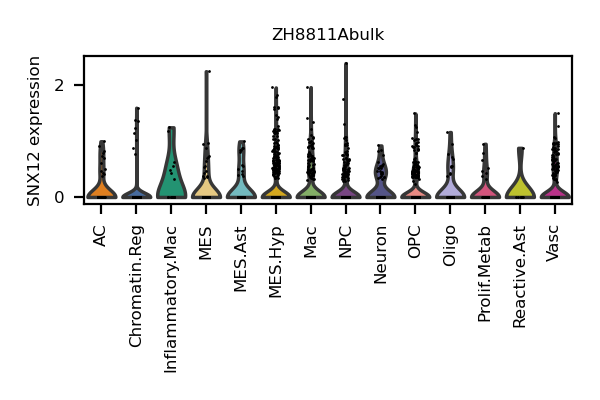 ZH8811Abulk
SNX12 expression
2
0
AC
Chromatin.Reg
Inflammatory.Mac
MES
MES.Ast
MES.Hyp
Mac
NPC
Neuron
OPC
Oligo
Prolif.Metab
Reactive.Ast
Vasc